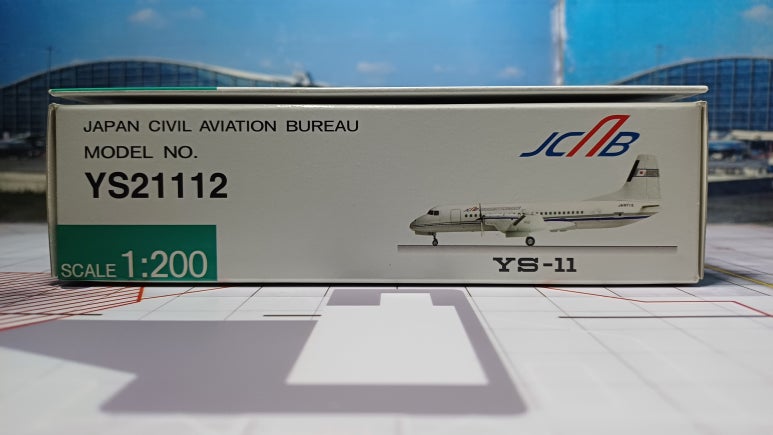 JAPAN CIVIL AVIATION BUREAU
MODEL NO.
YS21112
SCALE 1:200
JCAB
YS-11